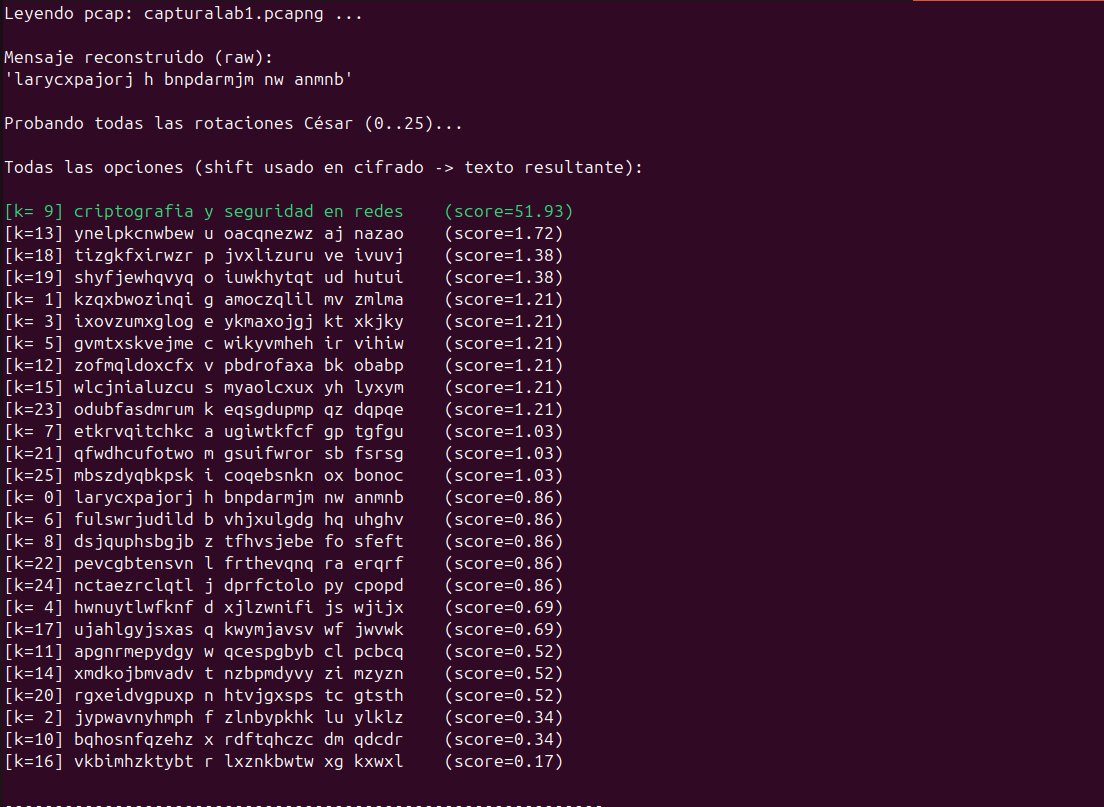 Leyendo pcap: capturalab1.pcapng ...
Mensaje reconstruido (raw):
'larycxpajorj h bnpdarmjm nw anmnb'
Probando todas las rotaciones César (0..25)...
Todas las opciones (shift usado en cifrado -> texto resultante):
[k= 9] criptografia y seguridad en redes    (score=51.93)
[k=13] ynelpkcnwbew u oacqnezwz aj nazao    (score=1.72)
[k=18] tizgkfxirwzr p jvxlizuru ve ivuvj    (score=1.38)
[k=19] shyfjewhqvyq o iuwkhytqt ud hutui    (score=1.38)
[k= 1] kzqxbwozinqi g amoczqlil mv zmlma    (score=1.21)
[k= 3] ixovzumxglog e ykmaxojgj kt xkjky    (score=1.21)
[k= 5] gvmtxskvejme c wikyvmheh ir vihiw    (score=1.21)
[k=12] zofmqldoxcfx v pbdrofaxa bk obabp    (score=1.21)
[k=15] wlcjnialuzcu s myaolcxux yh lyxym    (score=1.21)
[k=23] odubfasdmrum k eqsgdupmp qz dqpqe    (score=1.21)
[k= 7] etkrvqitchkc a ugiwtkfcf gp tgfgu    (score=1.03)
[k=21] qfwdhcufotwo m gsuifwror sb fsrsg    (score=1.03)
[k=25] mbszdyqbkpsk i coqebsnkn ox bonoc    (score=1.03)
[k= 0] larycxpajorj h bnpdarmjm nw anmnb    (score=0.86)
[k= 6] fulswrjudild b vhjxulgdg hq uhghv    (score=0.86)
[k= 8] dsjquphsbgjb z tfhvsjebe fo sfeft    (score=0.86)
[k=22] pevcgbtensvn l frthevqnq ra erqrf    (score=0.86)
[k=24] nctaezrclqtl j dprfctolo py cpopd    (score=0.86)
[k= 4] hwnuytlwfknf d xjlzwnifi js wjijx    (score=0.69)
[k=17] ujahlgyjsxas q kwymjavsv wf jwvwk    (score=0.69)
[k=11] apgnrmepydgy w qcespgbyb cl pcbcq    (score=0.52)
[k=14] xmdkojbmvadv t nzbpmdyvy zi mzyzn    (score=0.52)
[k=20] rgxeidvgpuxp n htvjgxsps tc gtsth    (score=0.52)
[k= 2] jypwavnyhmph f zlnbypkhk lu ylklz    (score=0.34)
[k=10] bqhosnfqzehz x rdftqhczc dm qdcdr    (score=0.34)
[k=16] vkbimhzktybt r lxznkbwtw xg kxwxl    (score=0.17)
------------------------------------------------------------